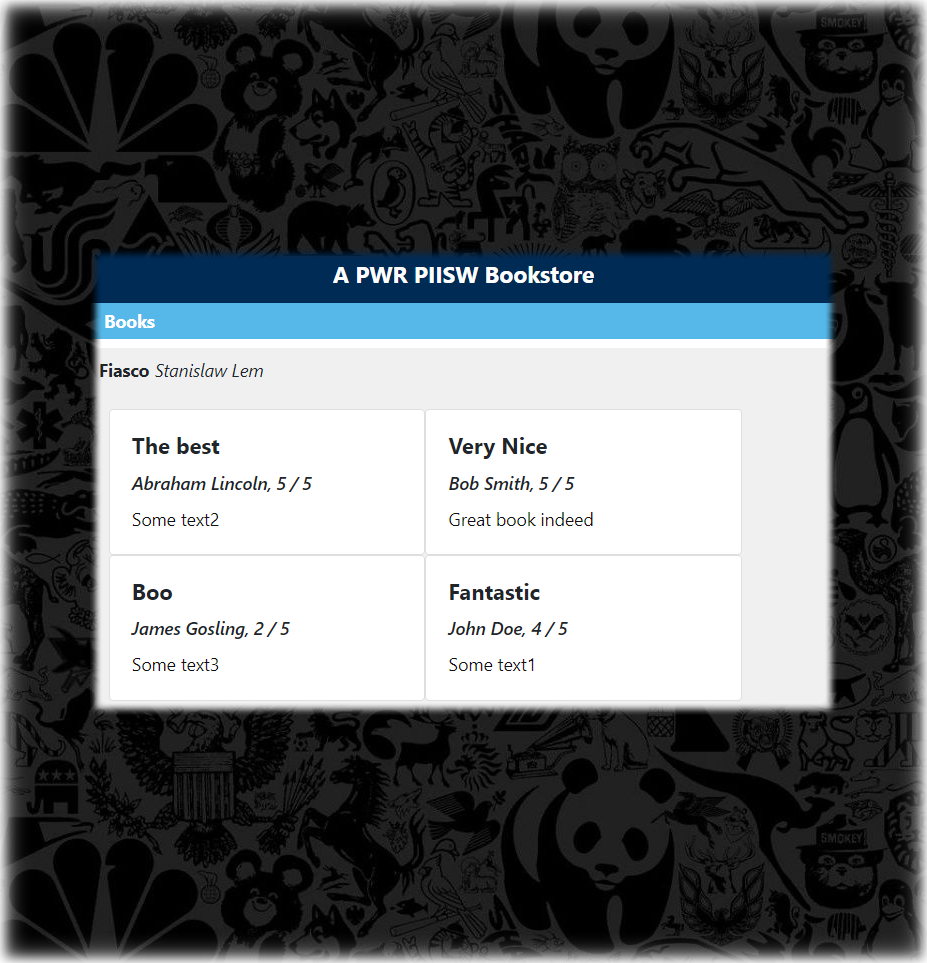 SMOKEY
A PWR PIISW Bookstore
Books
Fiasco Stanislaw Lem
The best
Abraham Lincoln, 5 / 5
Some text2
Very Nice
Bob Smith, 5 / 5
Great book indeed
Boo
James Gosling, 2 / 5
Some text3
Fantastic
John Doe, 4 / 5
Some text1
SMOKEY